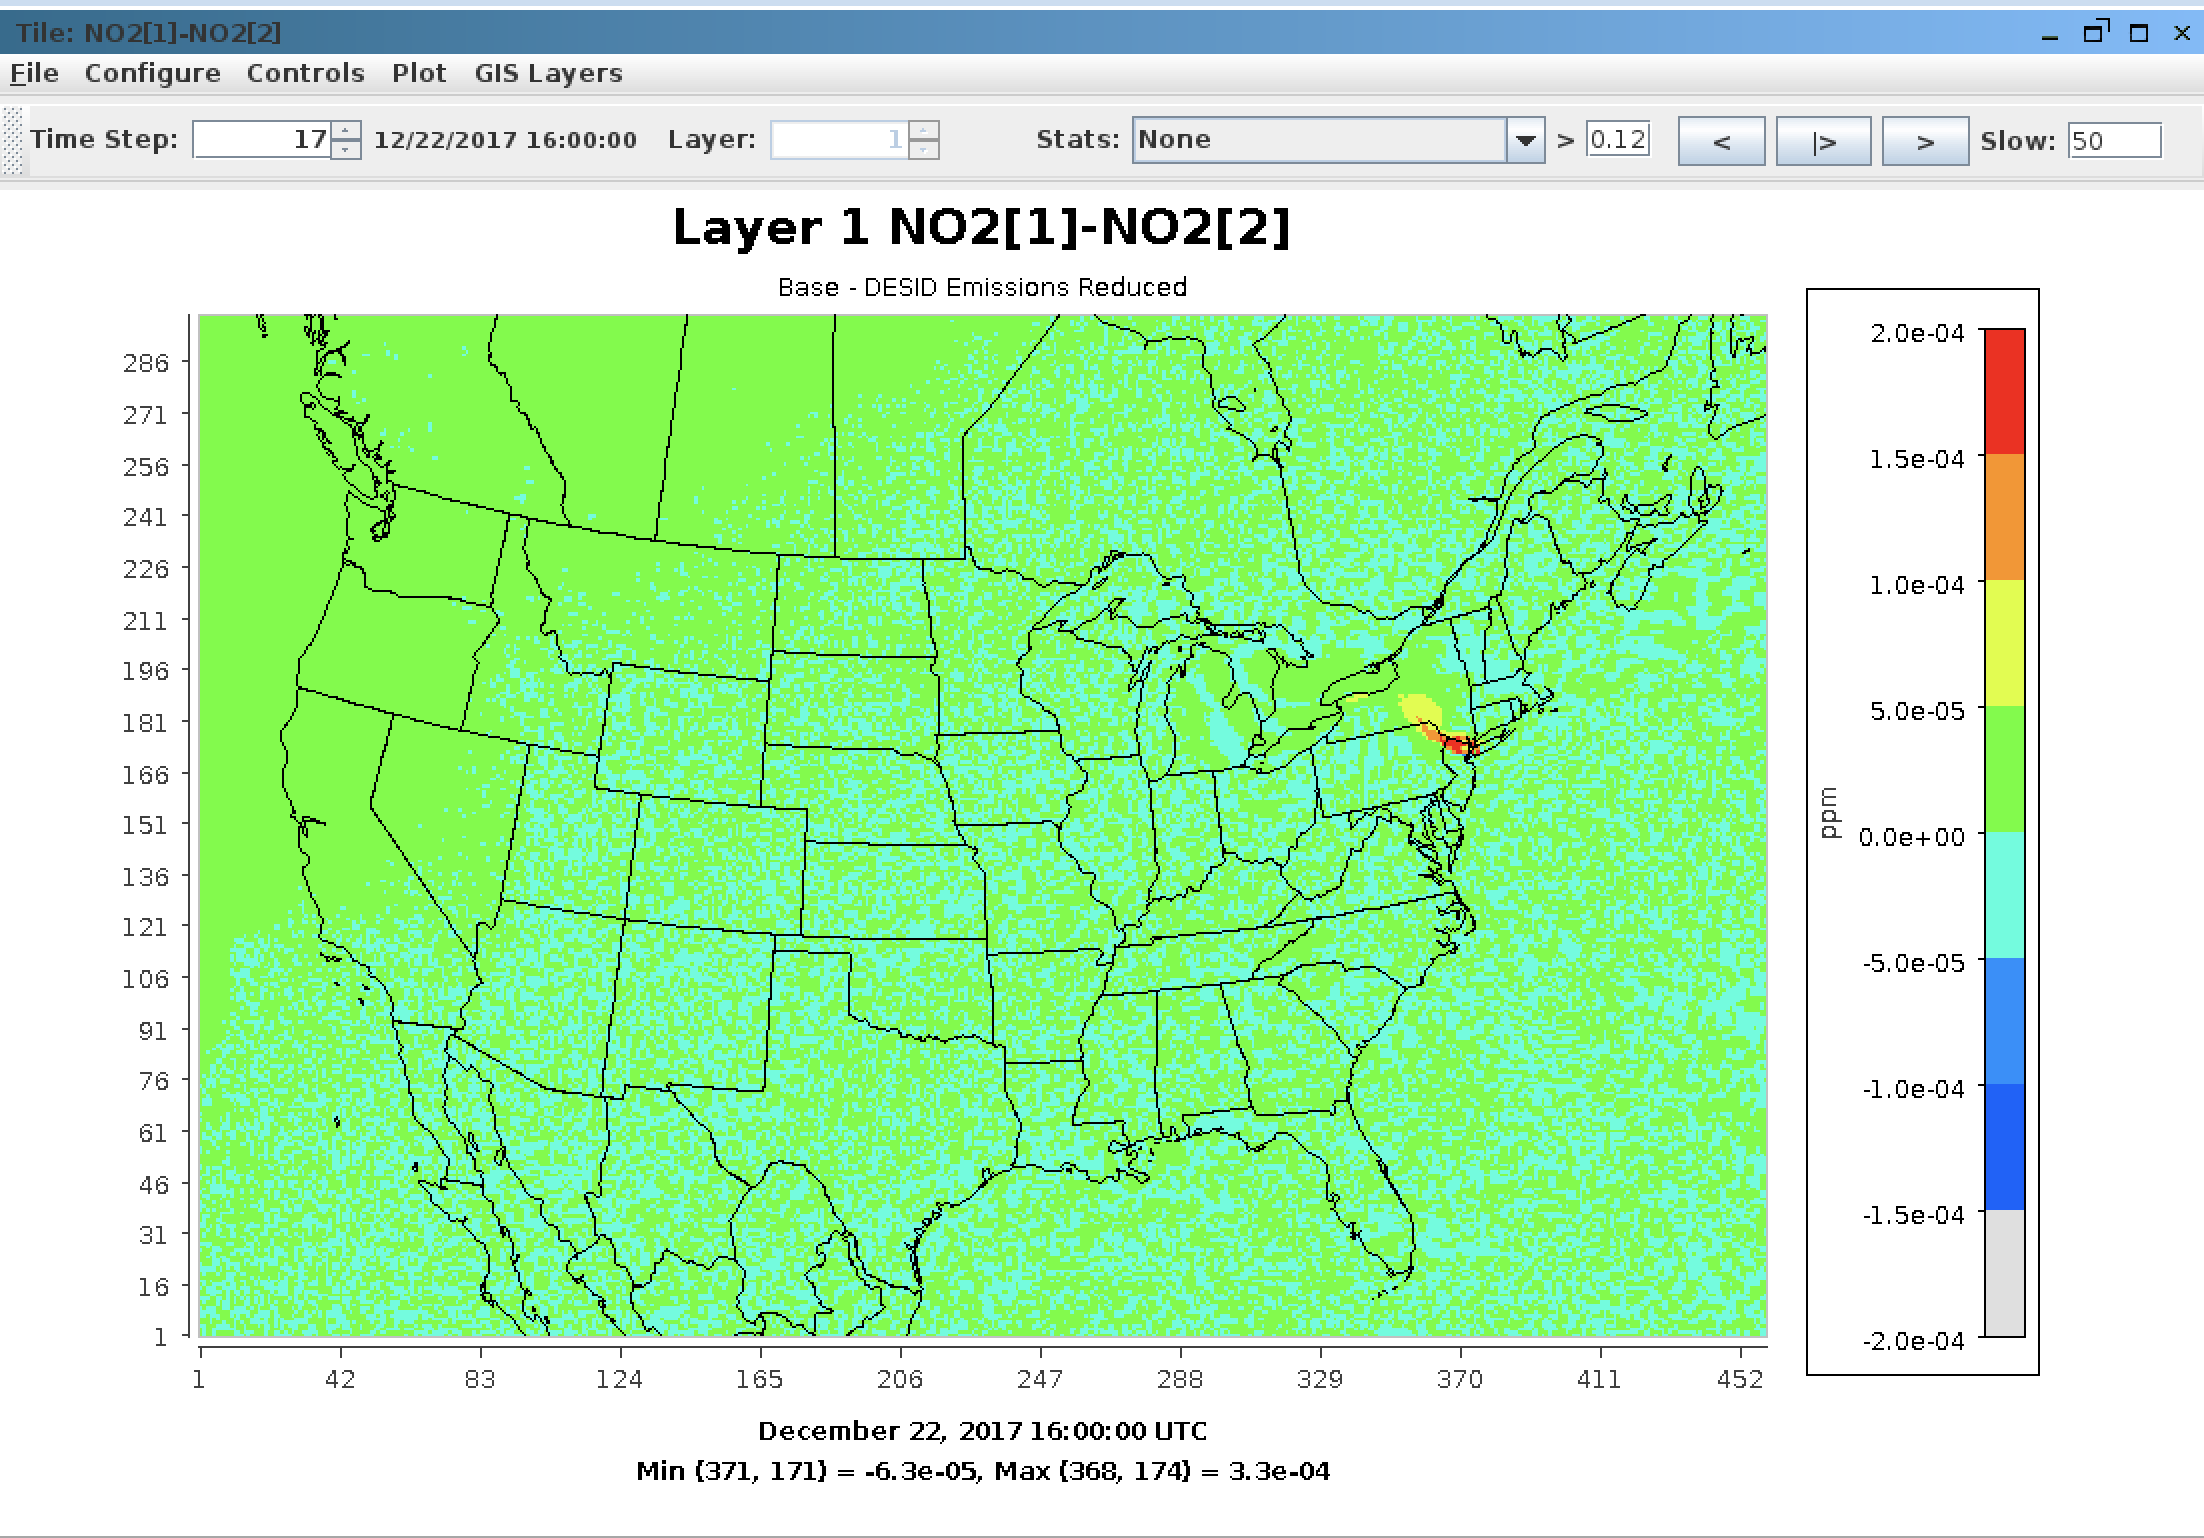 Tile: NO2[1]-NO2[2]
File Configure Controls Plot GIS Layers
Time Step: 17 12/22/2017 16:00:00 Layer: 1 Stats: None > 0.12 < |> > Slow: 50
Layer 1 NO2[1]-NO2[2]
Base - DESID Emissions Reduced
286
271
256
241
226
211
196
181
166
151
136
121
106
91
76
61
46
31
16
1
1 42 83 124 165 206 247 288 329 370 411 452
ppm
2.0e-04
1.5e-04
1.0e-04
5.0e-05
0.0e+00
-5.0e-05
-1.0e-04
-1.5e-04
-2.0e-04
December 22, 2017 16:00:00 UTC
Min (371, 171) = -6.3e-05, Max (368, 174) = 3.3e-04